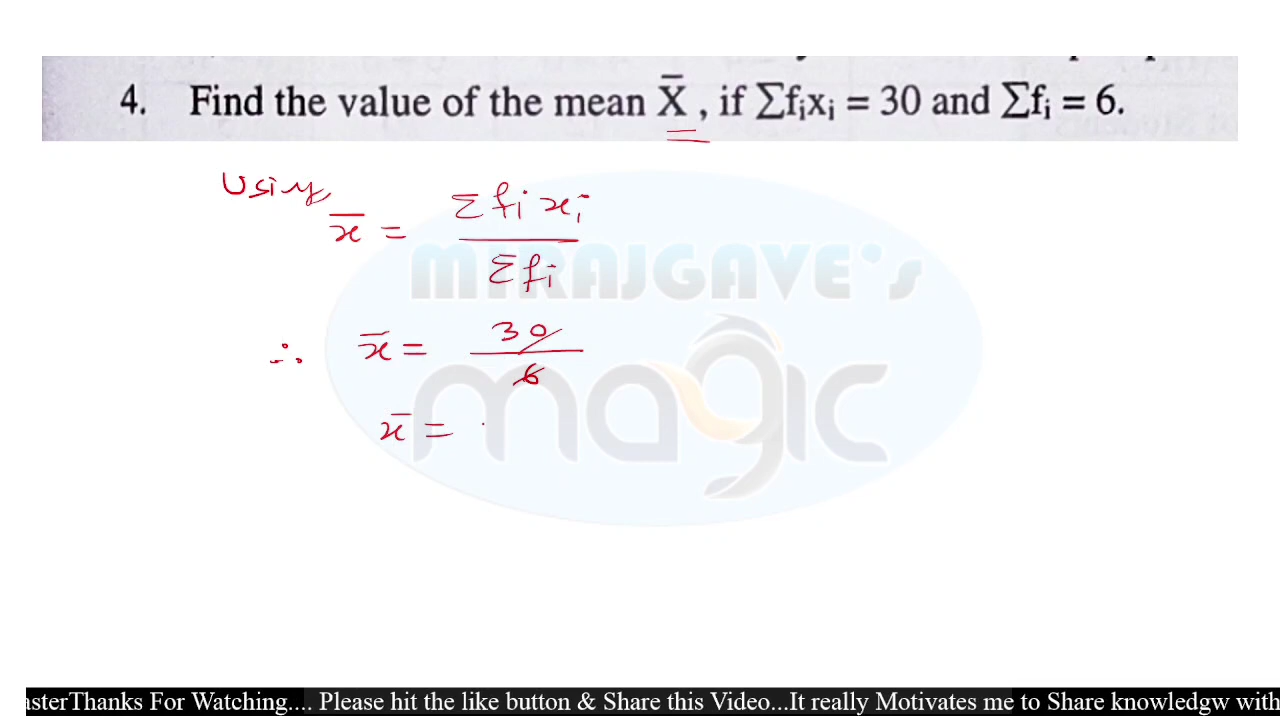 4. Find the value of the mean X̄ , if ∑fᵢxᵢ = 30 and ∑fᵢ = 6.
Using
x̄ = Σ fᵢ xᵢ
Σ fᵢ
MIRAJGAVE's
∴ x̄ = 30
6
magic
x̄ =
asterThanks For Watching.... Please hit the like button & Share this Video...It really Motivates me to Share knowledgw with